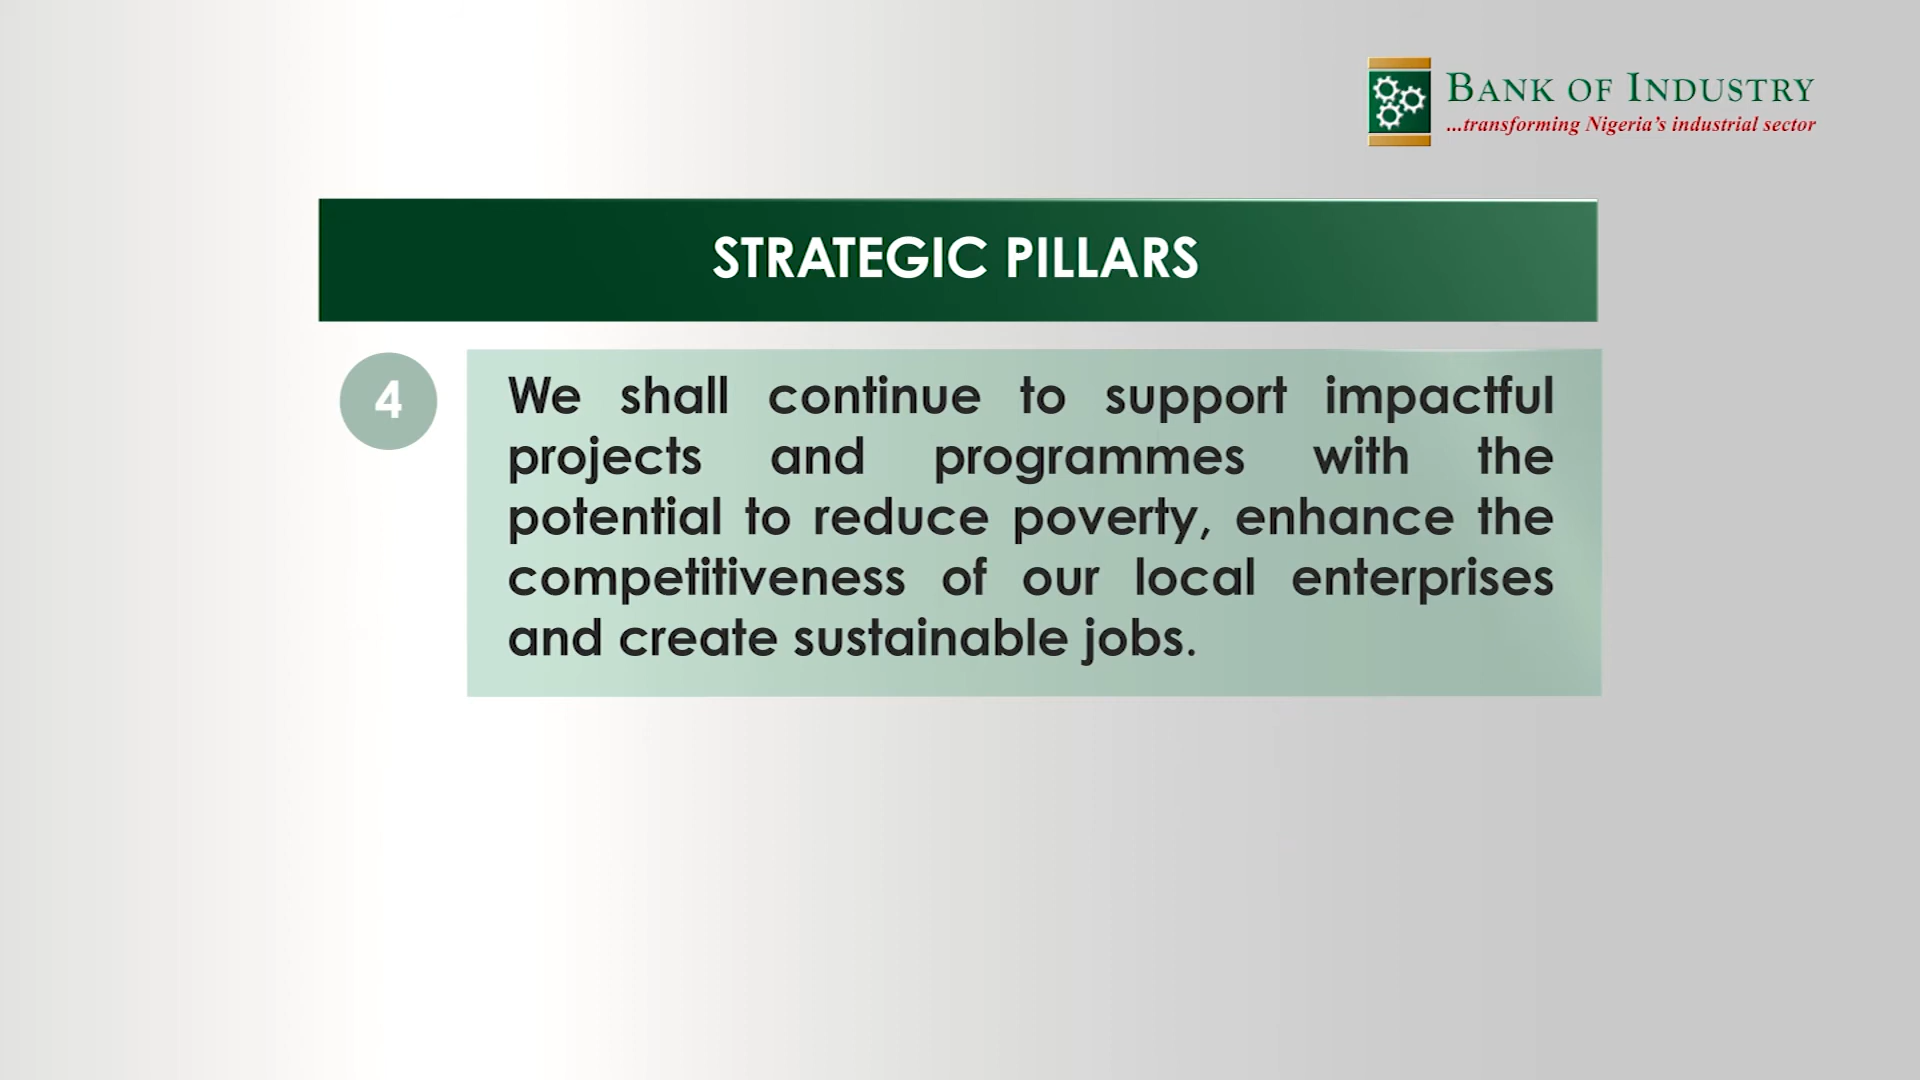 BANK OF INDUSTRY
...transforming Nigeria's industrial sector
STRATEGIC PILLARS
4
We shall continue to support impactful
projects and programmes with the
potential to reduce poverty, enhance the
competitiveness of our local enterprises
and create sustainable jobs.